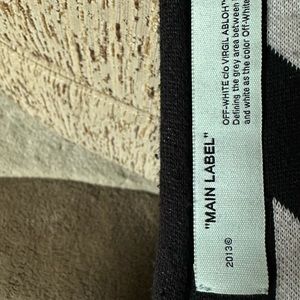 OFF-WHITE c/o VIRGIL ABLOH™
Defining the grey area between
and white as the color Off-White
"MAIN LABEL"
2013©